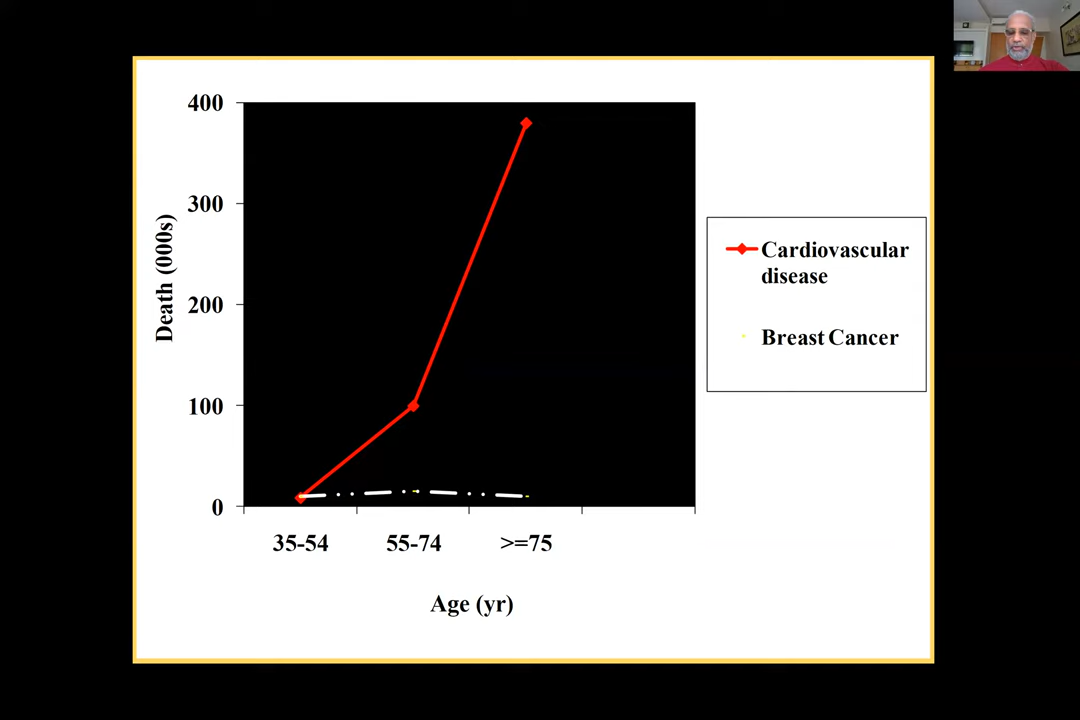 400
300
200
100
0
Death (000s)
35-54
55-74
>=75
Age (yr)
Cardiovascular
disease
Breast Cancer